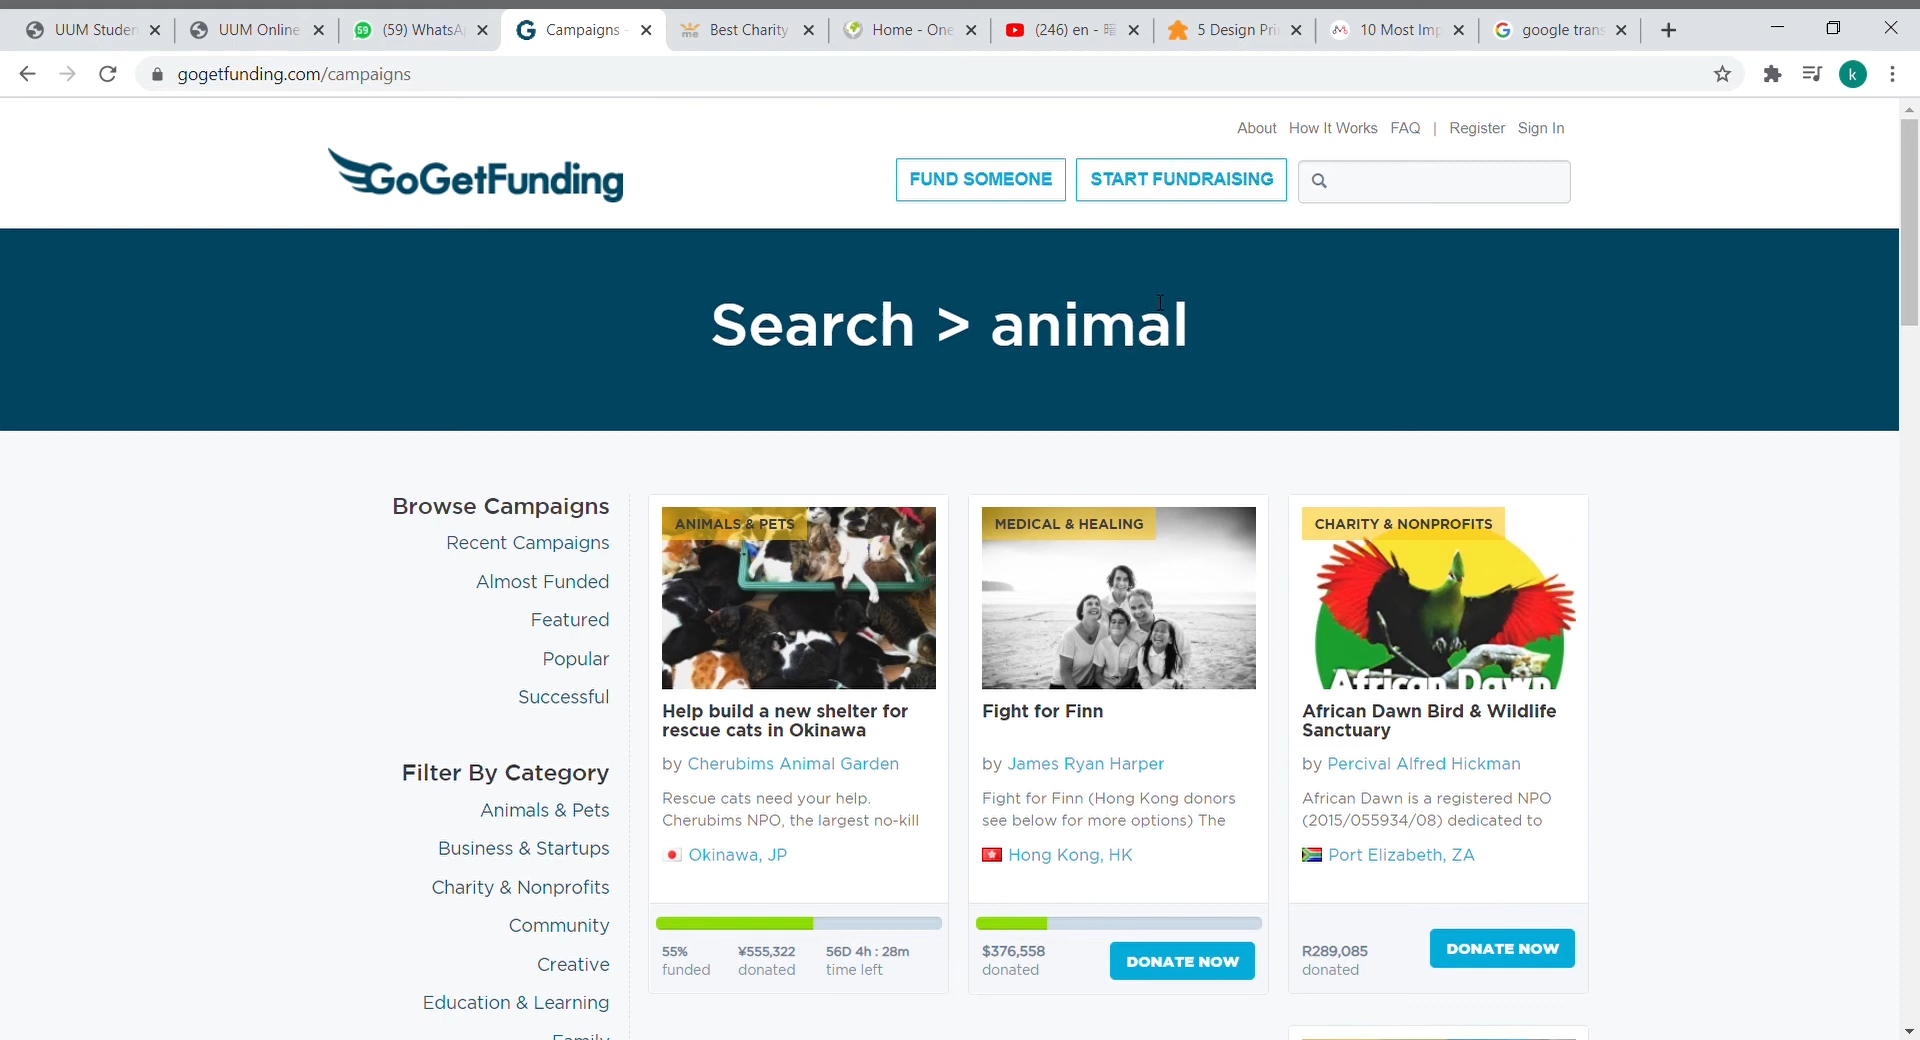 UUM Studen
UUM Online
59
(59) WhatsA
Campaigns -
me
Best Charity
Home - One
(246) en - 暗
5 Design Prin
10 Most Imp
google trans
gogetfunding.com/campaigns
k
About How It Works FAQ | Register Sign In
GoGetFunding
FUND SOMEONE
START FUNDRAISING
Search > animal
Browse Campaigns
Recent Campaigns
Almost Funded
Featured
Popular
Successful
Filter By Category
Animals & Pets
Business & Startups
Charity & Nonprofits
Community
Creative
Education & Learning
Family
ANIMALS & PETS
Help build a new shelter for
rescue cats in Okinawa
by Cherubims Animal Garden
Rescue cats need your help.
Cherubims NPO, the largest no-kill
Okinawa, JP
55%
funded
¥555,322
donated
56D 4h : 28m
time left
MEDICAL & HEALING
Fight for Finn
by James Ryan Harper
Fight for Finn (Hong Kong donors
see below for more options) The
Hong Kong, HK
$376,558
donated
DONATE NOW
CHARITY & NONPROFITS
African Dawn
African Dawn Bird & Wildlife
Sanctuary
by Percival Alfred Hickman
African Dawn is a registered NPO
(2015/055934/08) dedicated to
Port Elizabeth, ZA
R289,085
donated
DONATE NOW